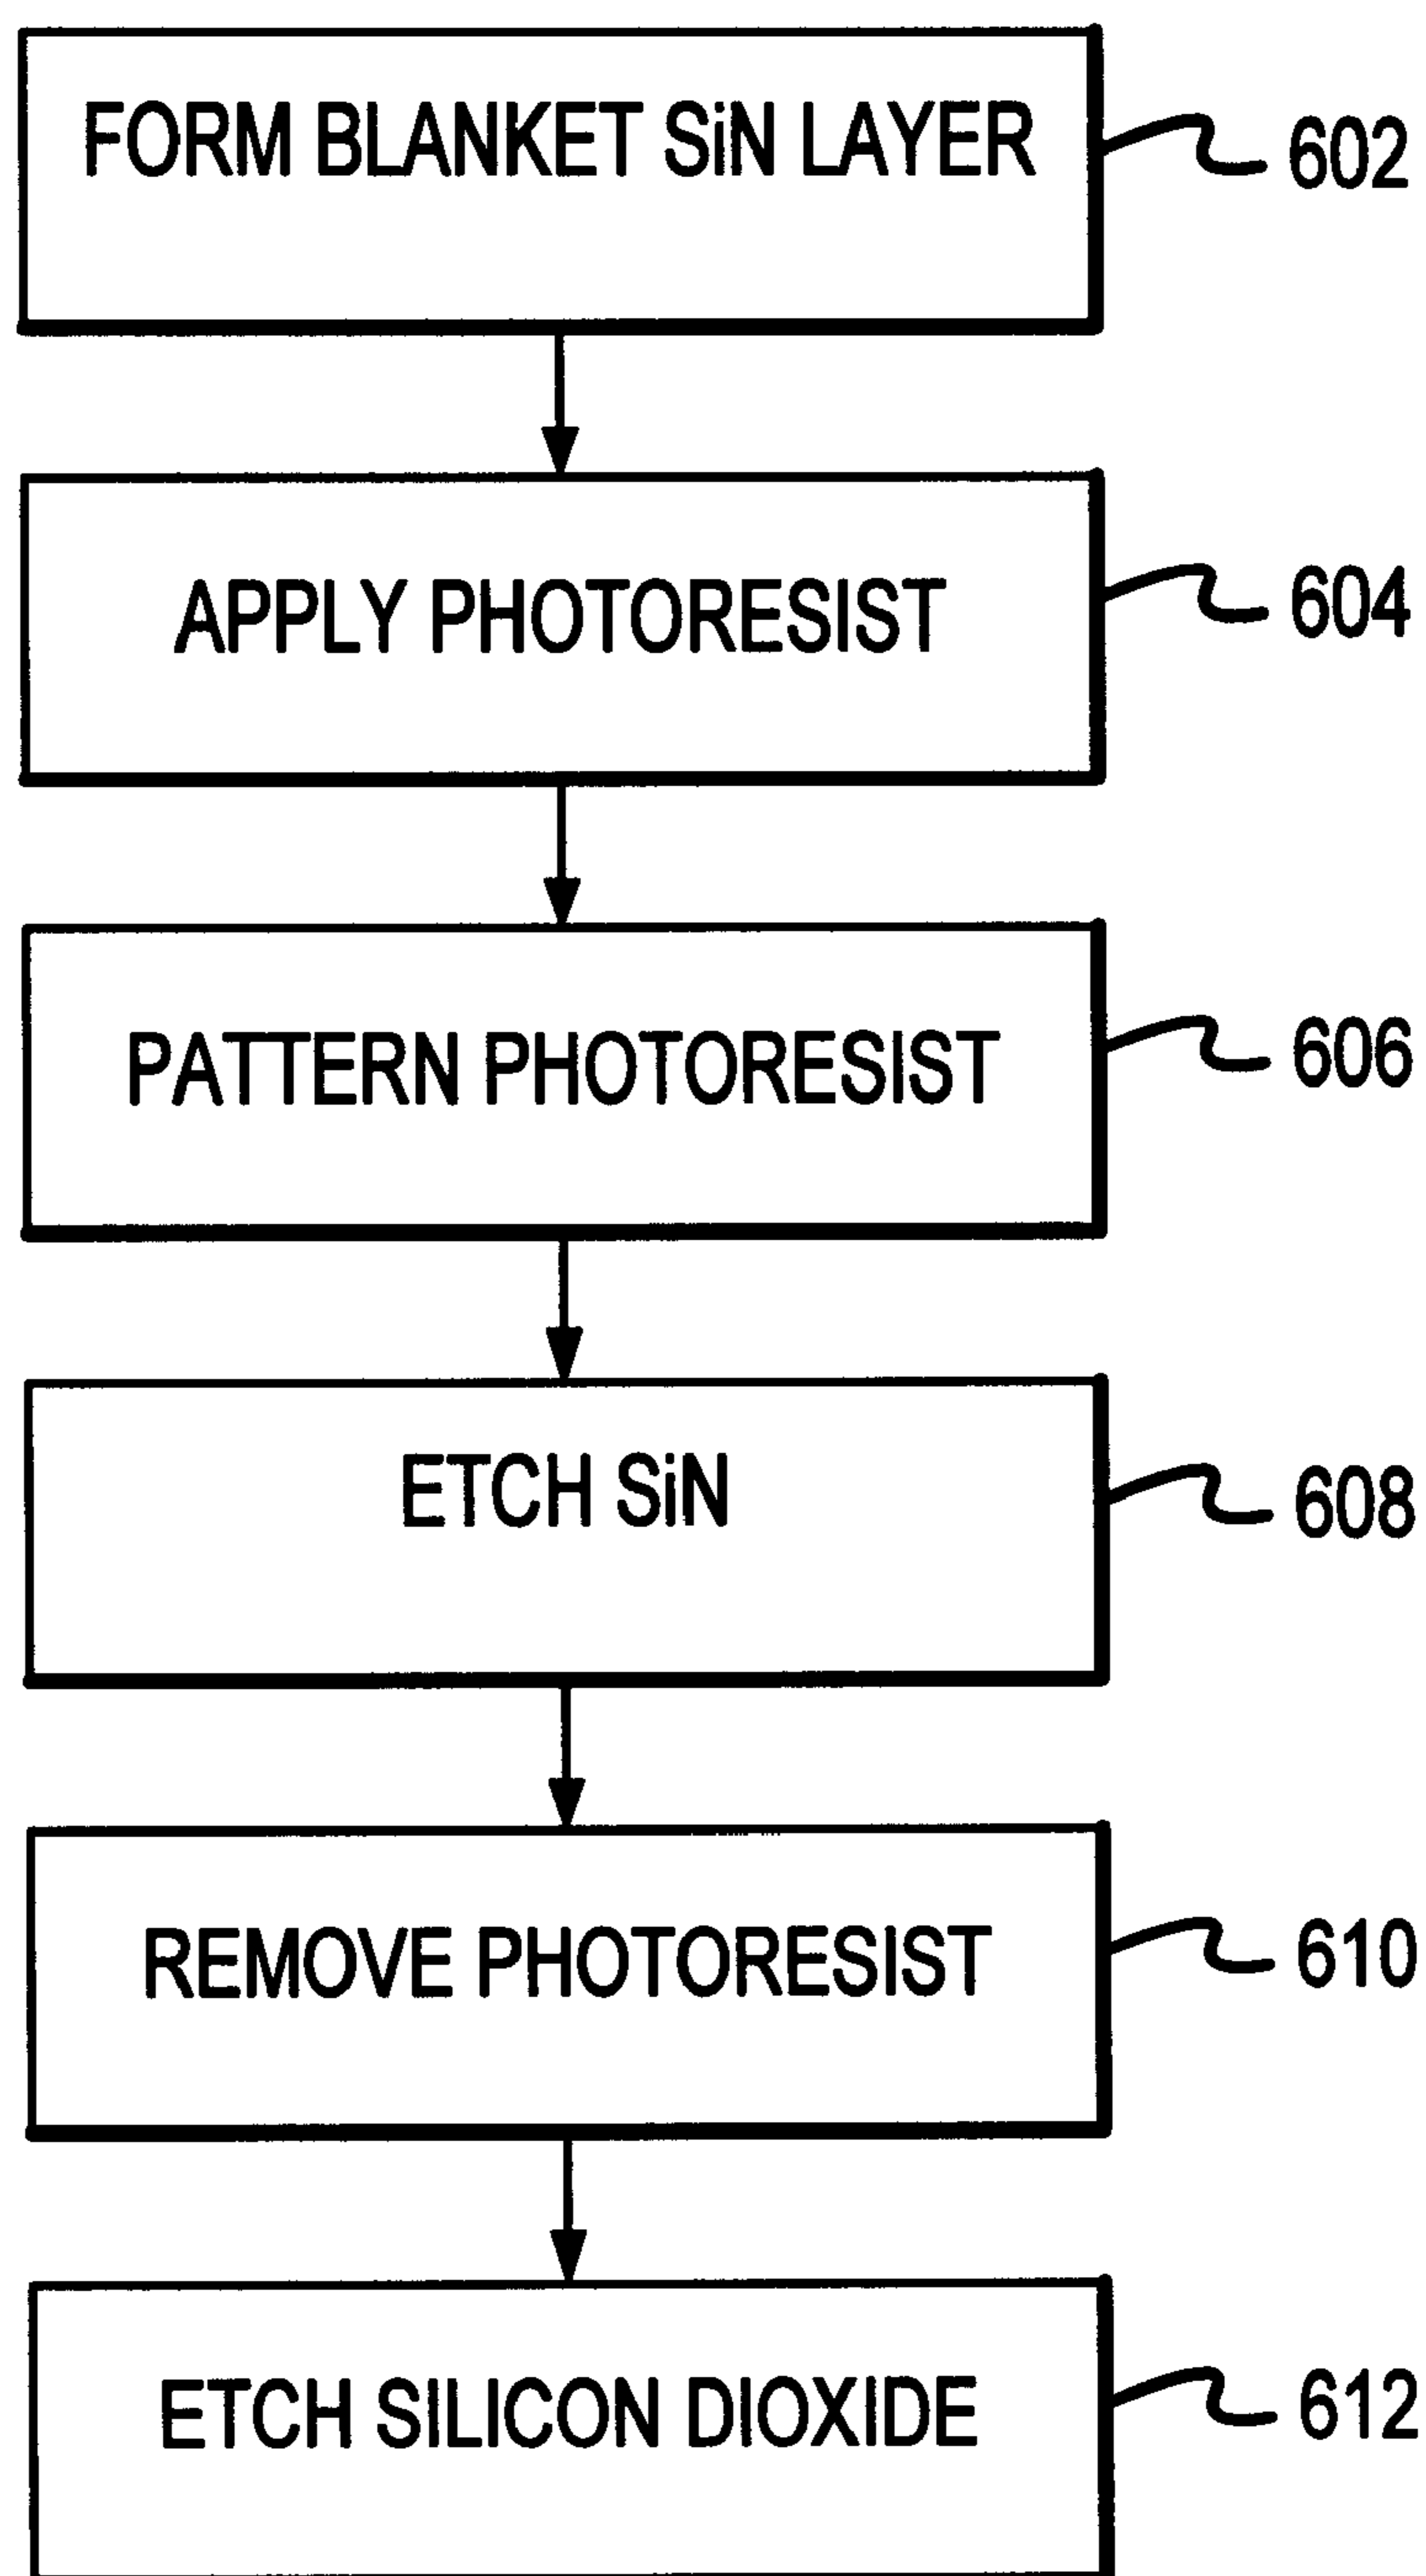 FORM BLANKET SiN LAYER
602
APPLY PHOTORESIST
604
PATTERN PHOTORESIST
606
ETCH SiN
608
REMOVE PHOTORESIST
610
ETCH SILICON DIOXIDE
612